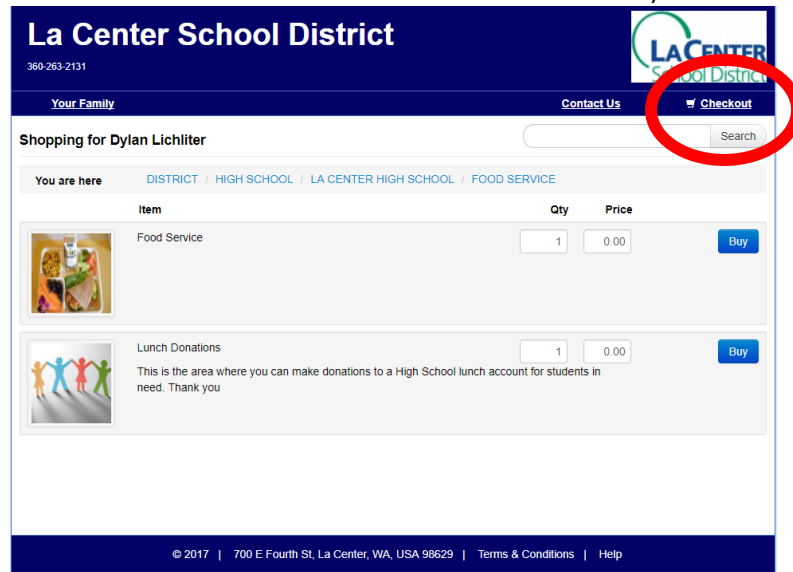 La Center School District
360-263-2131
LA CENTER
School District
Your Family
Contact Us
Checkout
Shopping for Dylan Lichliter
Search
You are here
DISTRICT / HIGH SCHOOL / LA CENTER HIGH SCHOOL / FOOD SERVICE
Item Qty Price
Food Service 1 0.00 Buy
Lunch Donations 1 0.00 Buy
This is the area where you can make donations to a High School lunch account for students in
need. Thank you
© 2017 | 700 E Fourth St, La Center, WA, USA 98629 | Terms & Conditions | Help